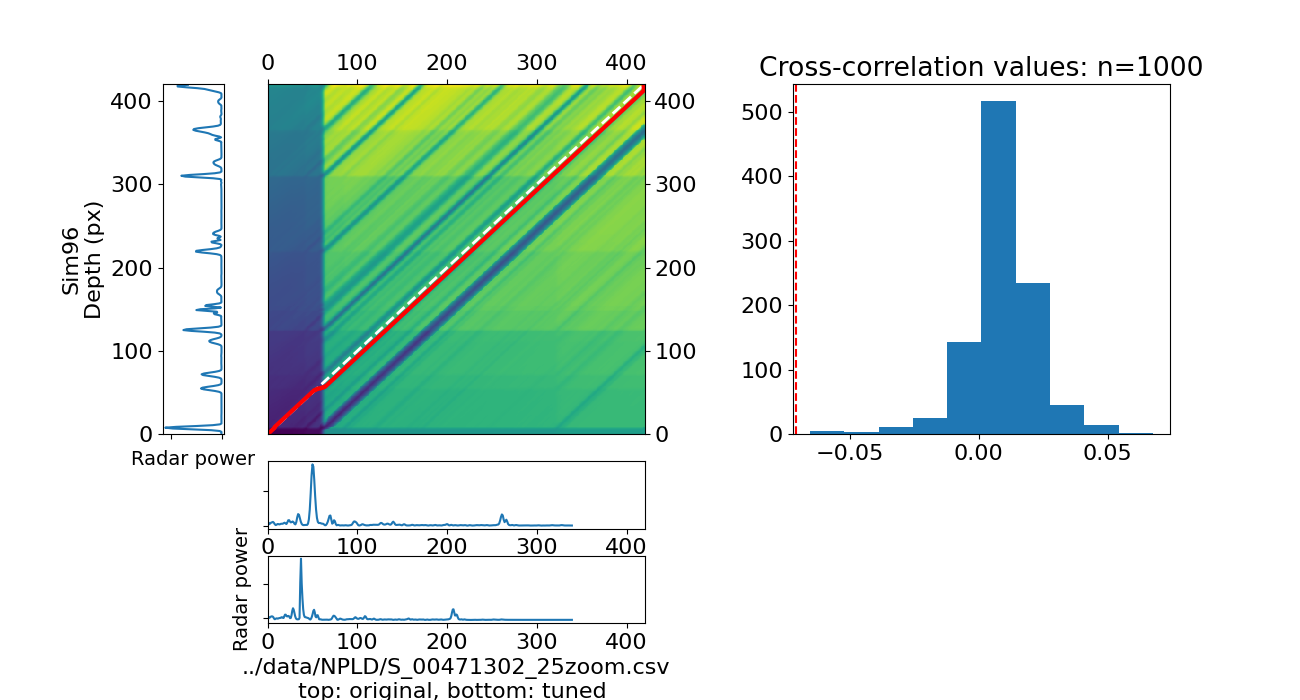 0 100 200 300 400
Cross-correlation values: n=1000
400
300
200
100
0
Sim96
Depth (px)
Radar power
400
300
200
100
0
500
400
300
200
100
0
−0.05 0.00 0.05
0 100 200 300 400
Radar power
0 100 200 300 400
../data/NPLD/S_00471302_25zoom.csv
top: original, bottom: tuned